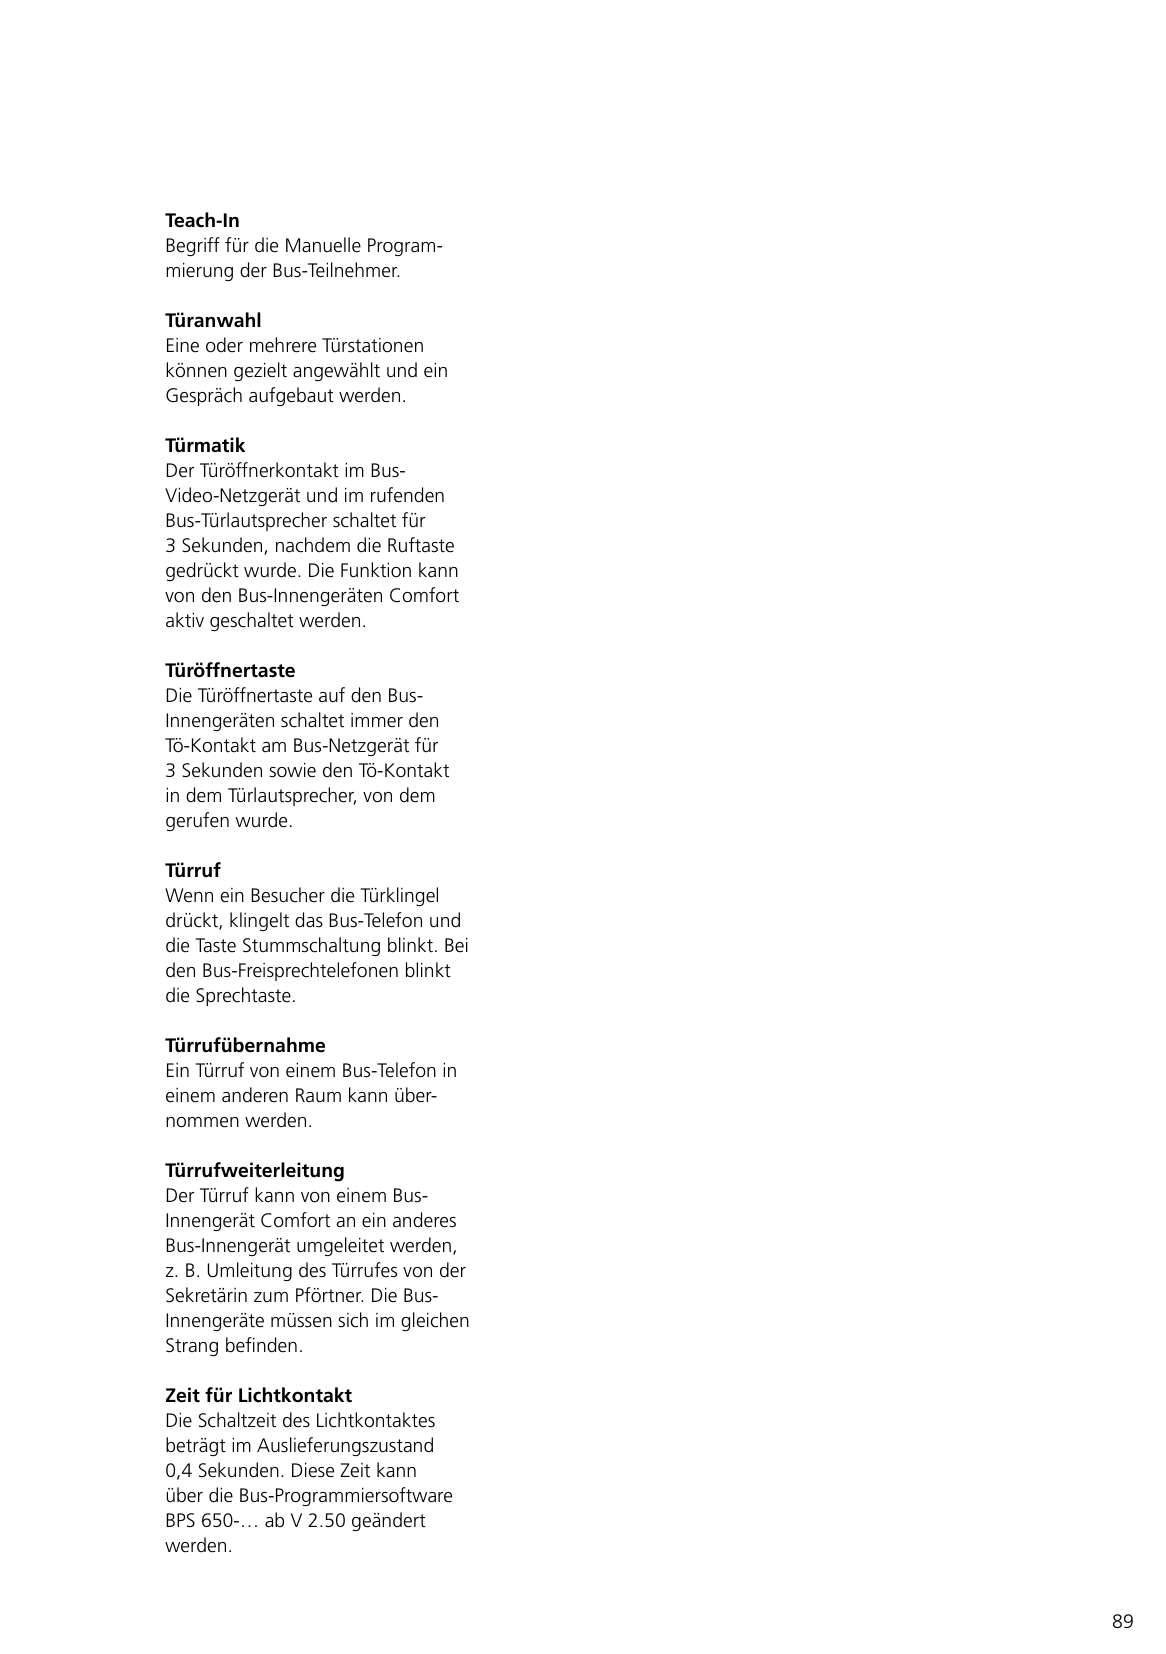 Teach-In
Begriff für die Manuelle Program-
mierung der Bus-Teilnehmer.
Türanwahl
Eine oder mehrere Türstationen
können gezielt angewählt und ein
Gespräch aufgebaut werden.
Türmatik
Der Türöffnerkontakt im Bus-
Video-Netzgerät und im rufenden
Bus-Türlautsprecher schaltet für
3 Sekunden, nachdem die Ruftaste
gedrückt wurde. Die Funktion kann
von den Bus-Innengeräten Comfort
aktiv geschaltet werden.
Türöffnertaste
Die Türöffnertaste auf den Bus-
Innengeräten schaltet immer den
Tö-Kontakt am Bus-Netzgerät für
3 Sekunden sowie den Tö-Kontakt
in dem Türlautsprecher, von dem
gerufen wurde.
Türruf
Wenn ein Besucher die Türklingel
drückt, klingelt das Bus-Telefon und
die Taste Stummschaltung blinkt. Bei
den Bus-Freisprechtelefonen blinkt
die Sprechtaste.
Türrufübernahme
Ein Türruf von einem Bus-Telefon in
einem anderen Raum kann über-
nommen werden.
Türrufweiterleitung
Der Türruf kann von einem Bus-
Innengerät Comfort an ein anderes
Bus-Innengerät umgeleitet werden,
z. B. Umleitung des Türrufes von der
Sekretärin zum Pförtner. Die Bus-
Innengeräte müssen sich im gleichen
Strang befinden.
Zeit für Lichtkontakt
Die Schaltzeit des Lichtkontaktes
beträgt im Auslieferungszustand
0,4 Sekunden. Diese Zeit kann
über die Bus-Programmiersoftware
BPS 650-… ab V 2.50 geändert
werden.
89